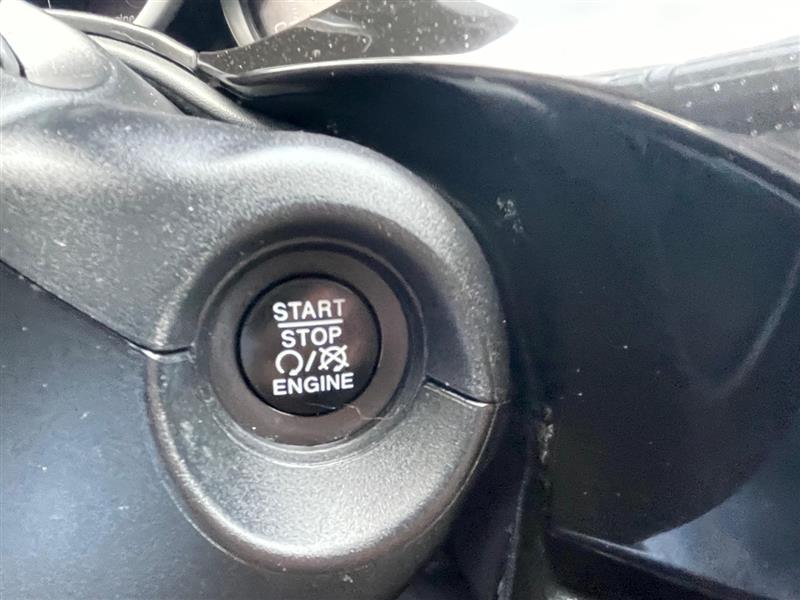 START
STOP
/
ENGINE